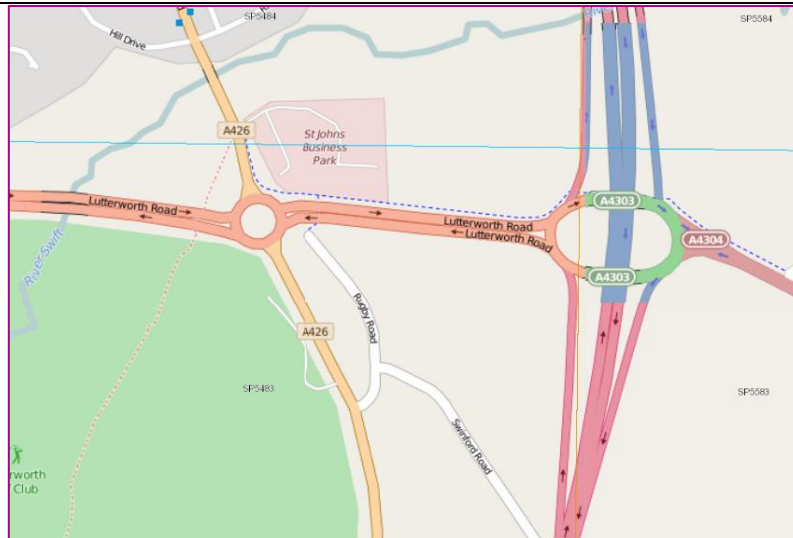 SP5484
SP5584
Hill Drive
A426
St Johns
Business
Park
Lutterworth Road
River Swift
Lutterworth Road
Lutterworth Road
A4303
A4304
A4303
A426
Rugby Road
SP5483
SP5583
Swinford Road
rworth
Club